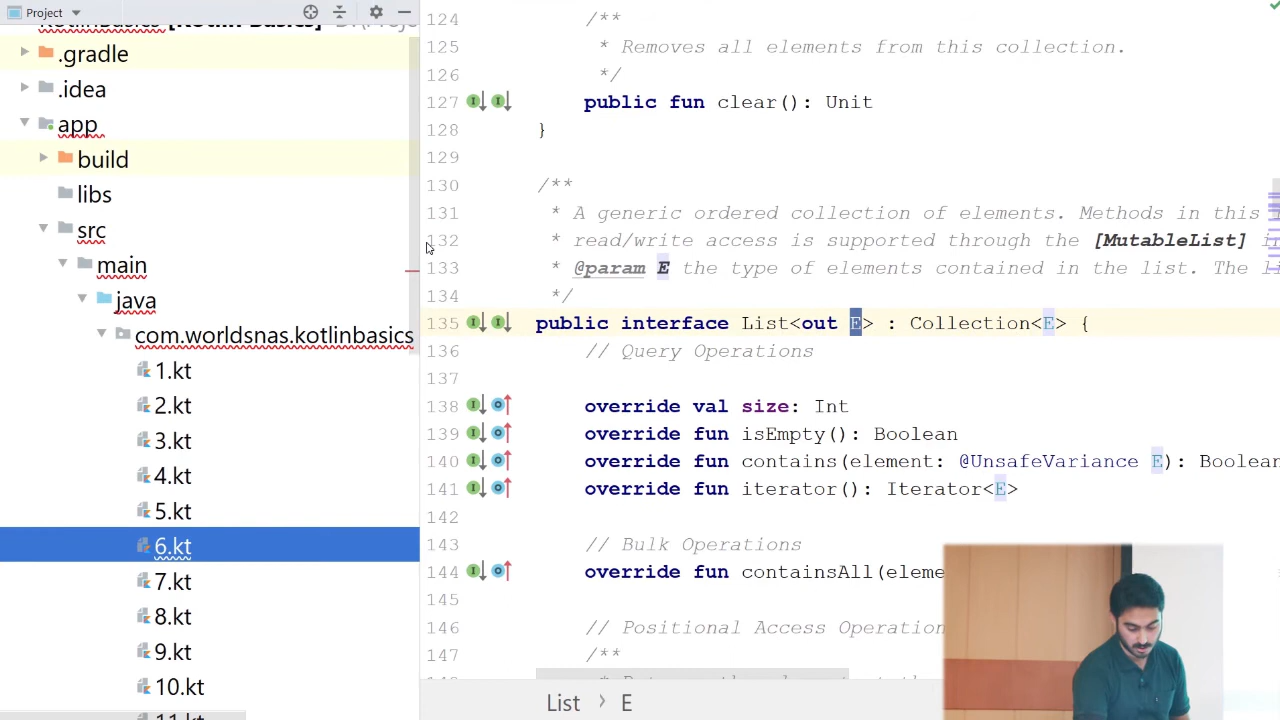 Project
kotlinbasics [Kotlin-Basics]
.gradle
.idea
app
build
libs
src
main
java
com.worldsnas.kotlinbasics
1.kt
2.kt
3.kt
4.kt
5.kt
6.kt
7.kt
8.kt
9.kt
10.kt
11.kt
124 /**
125 * Removes all elements from this collection.
126 */
127 public fun clear(): Unit
128 }
129
130 /**
131 * A generic ordered collection of elements. Methods in this
132 * read/write access is supported through the [MutableList]
133 * @param E the type of elements contained in the list. The
134 */
135 public interface List<out E> : Collection<E> {
136 // Query Operations
137
138 override val size: Int
139 override fun isEmpty(): Boolean
140 override fun contains(element: @UnsafeVariance E): Boolean
141 override fun iterator(): Iterator<E>
142
143 // Bulk Operations
144 override fun containsAll(eleme
145
146 // Positional Access Operation
147 /**
List > E